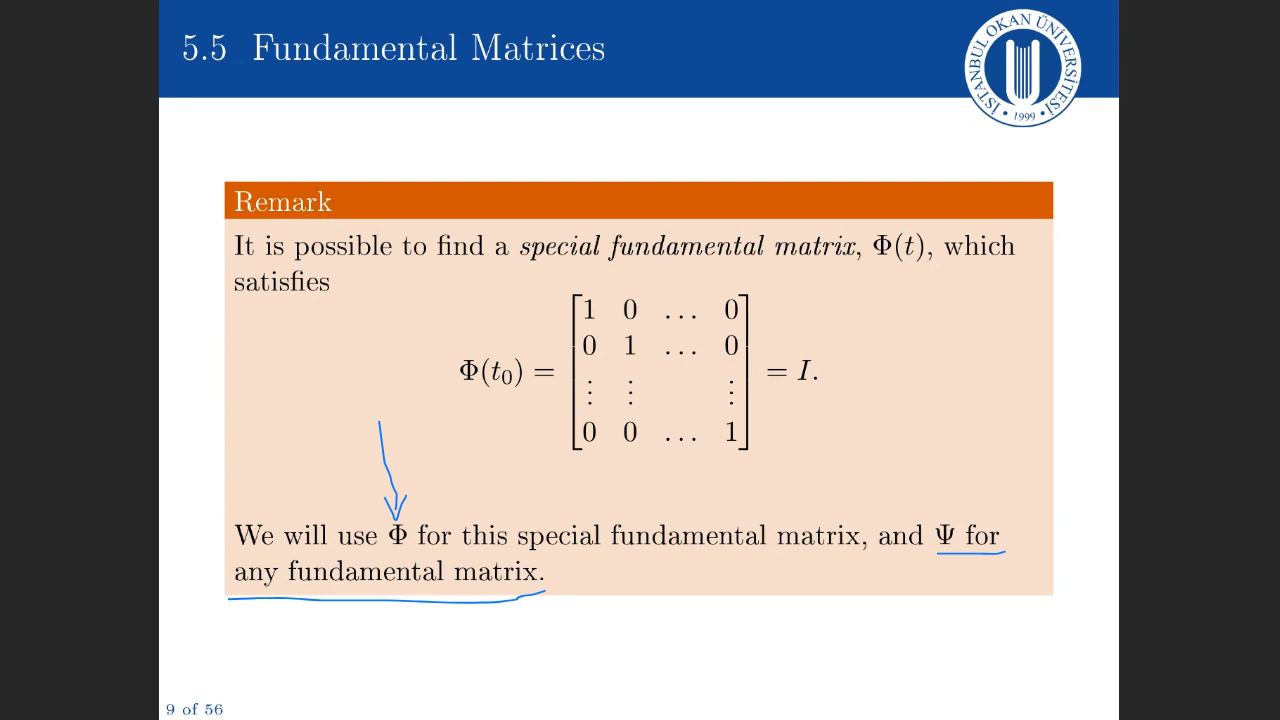 5.5 Fundamental Matrices
İSTANBUL OKAN ÜNİVERSİTESİ
• 1999 •
Remark
It is possible to find a special fundamental matrix, Φ(t), which
satisfies
Φ(t₀) = [1 0 ... 0
0 1 ... 0
⋮ ⋮ ⋮
0 0 ... 1] = I.
We will use Φ for this special fundamental matrix, and Ψ for
any fundamental matrix.
9 of 56